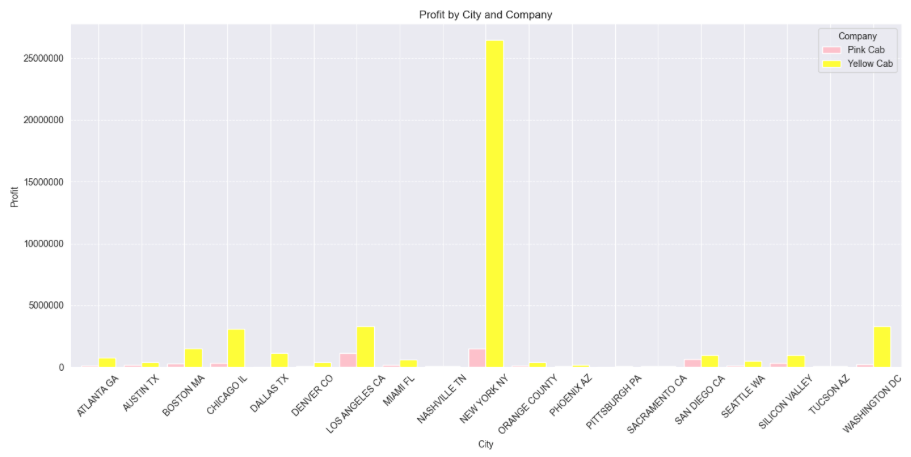 Profit by City and Company
Company
Pink Cab
Yellow Cab
25000000
20000000
15000000
10000000
5000000
0
Profit
ATLANTA GA
AUSTIN TX
BOSTON MA
CHICAGO IL
DALLAS TX
DENVER CO
LOS ANGELES CA
MIAMI FL
NASHVILLE TN
NEW YORK NY
ORANGE COUNTY
PHOENIX AZ
PITTSBURGH PA
SACRAMENTO CA
SAN DIEGO CA
SEATTLE WA
SILICON VALLEY
TUCSON AZ
WASHINGTON DC
City